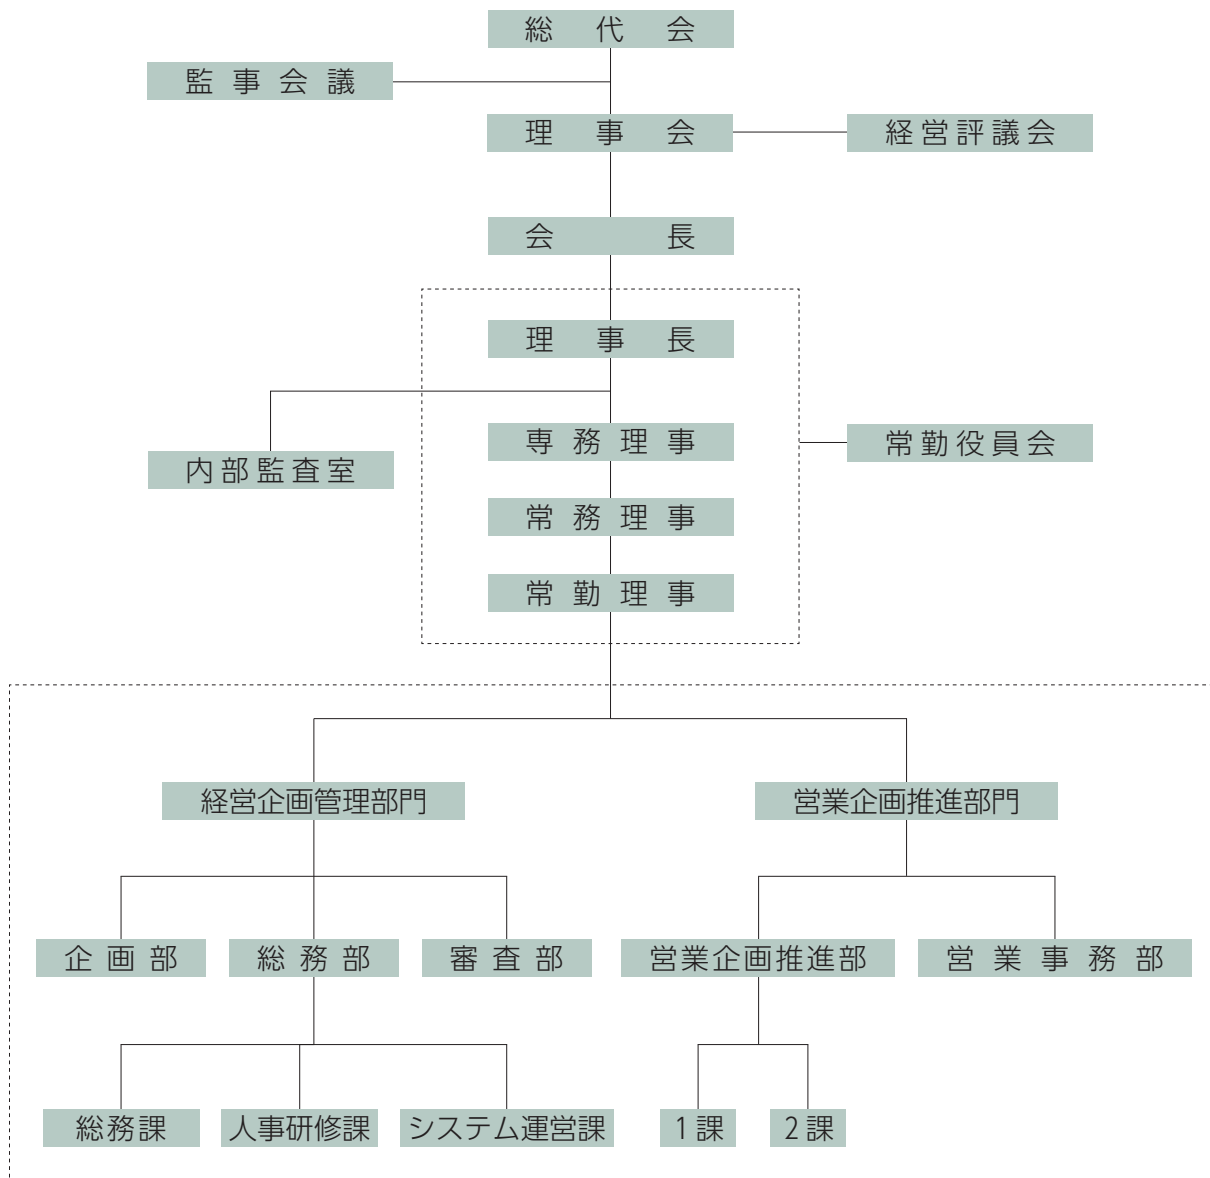 総代会
監事会議
理事会
経営評議会
会長
理事長
専務理事
常勤役員会
内部監査室
常務理事
常勤理事
経営企画管理部門
営業企画推進部門
企画部
総務部
審査部
営業企画推進部
営業事務部
総務課
人事研修課
システム運営課
1課
2課